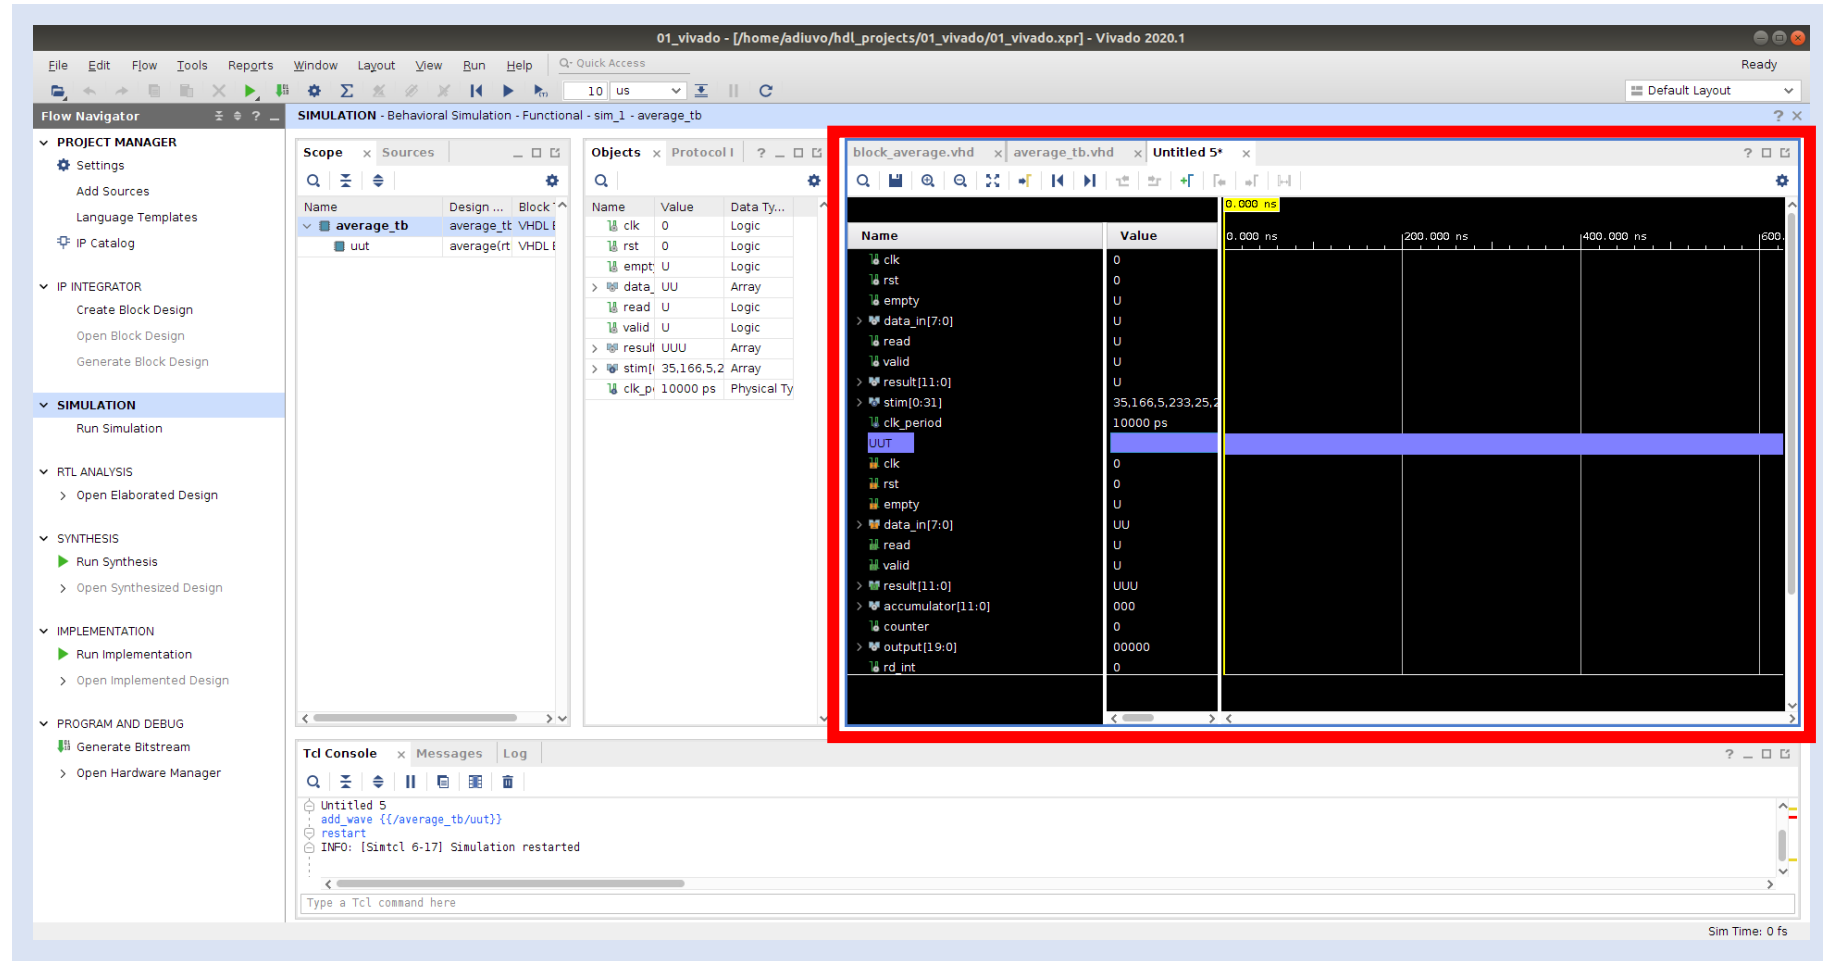 01_vivado - [/home/adiuvo/hdl_projects/01_vivado/01_vivado.xpr] - Vivado 2020.1
File Edit Flow Tools Reports Window Layout View Run Help Q- Quick Access Ready
10 us Default Layout
Flow Navigator
PROJECT MANAGER
Settings
Add Sources
Language Templates
IP Catalog
IP INTEGRATOR
Create Block Design
Open Block Design
Generate Block Design
SIMULATION
Run Simulation
RTL ANALYSIS
Open Elaborated Design
SYNTHESIS
Run Synthesis
Open Synthesized Design
IMPLEMENTATION
Run Implementation
Open Implemented Design
PROGRAM AND DEBUG
Generate Bitstream
Open Hardware Manager
SIMULATION - Behavioral Simulation - Functional - sim_1 - average_tb
Scope Sources
Name Design ... Block
average_tb average_tb VHDL
uut average(rt VHDL
Objects Protocol I
Name Value Data Ty...
clk 0 Logic
rst 0 Logic
empt U Logic
data_ UU Array
read U Logic
valid U Logic
result UUU Array
stim[ 35,166,5,2 Array
clk_p 10000 ps Physical Ty
block_average.vhd average_tb.vhd Untitled 5*
0.000 ns
Name Value 0.000 ns 200.000 ns 400.000 ns 600.
clk 0
rst 0
empty U
data_in[7:0] U
read U
valid U
result[11:0] U
stim[0:31] 35,166,5,233,25,2
clk_period 10000 ps
UUT
clk 0
rst 0
empty U
data_in[7:0] UU
read U
valid U
result[11:0] UUU
accumulator[11:0] 000
counter 0
output[19:0] 00000
rd_int 0
Tcl Console Messages Log
Untitled 5
add_wave {{/average_tb/uut}}
restart
INFO: [Simtcl 6-17] Simulation restarted
Type a Tcl command here
Sim Time: 0 fs